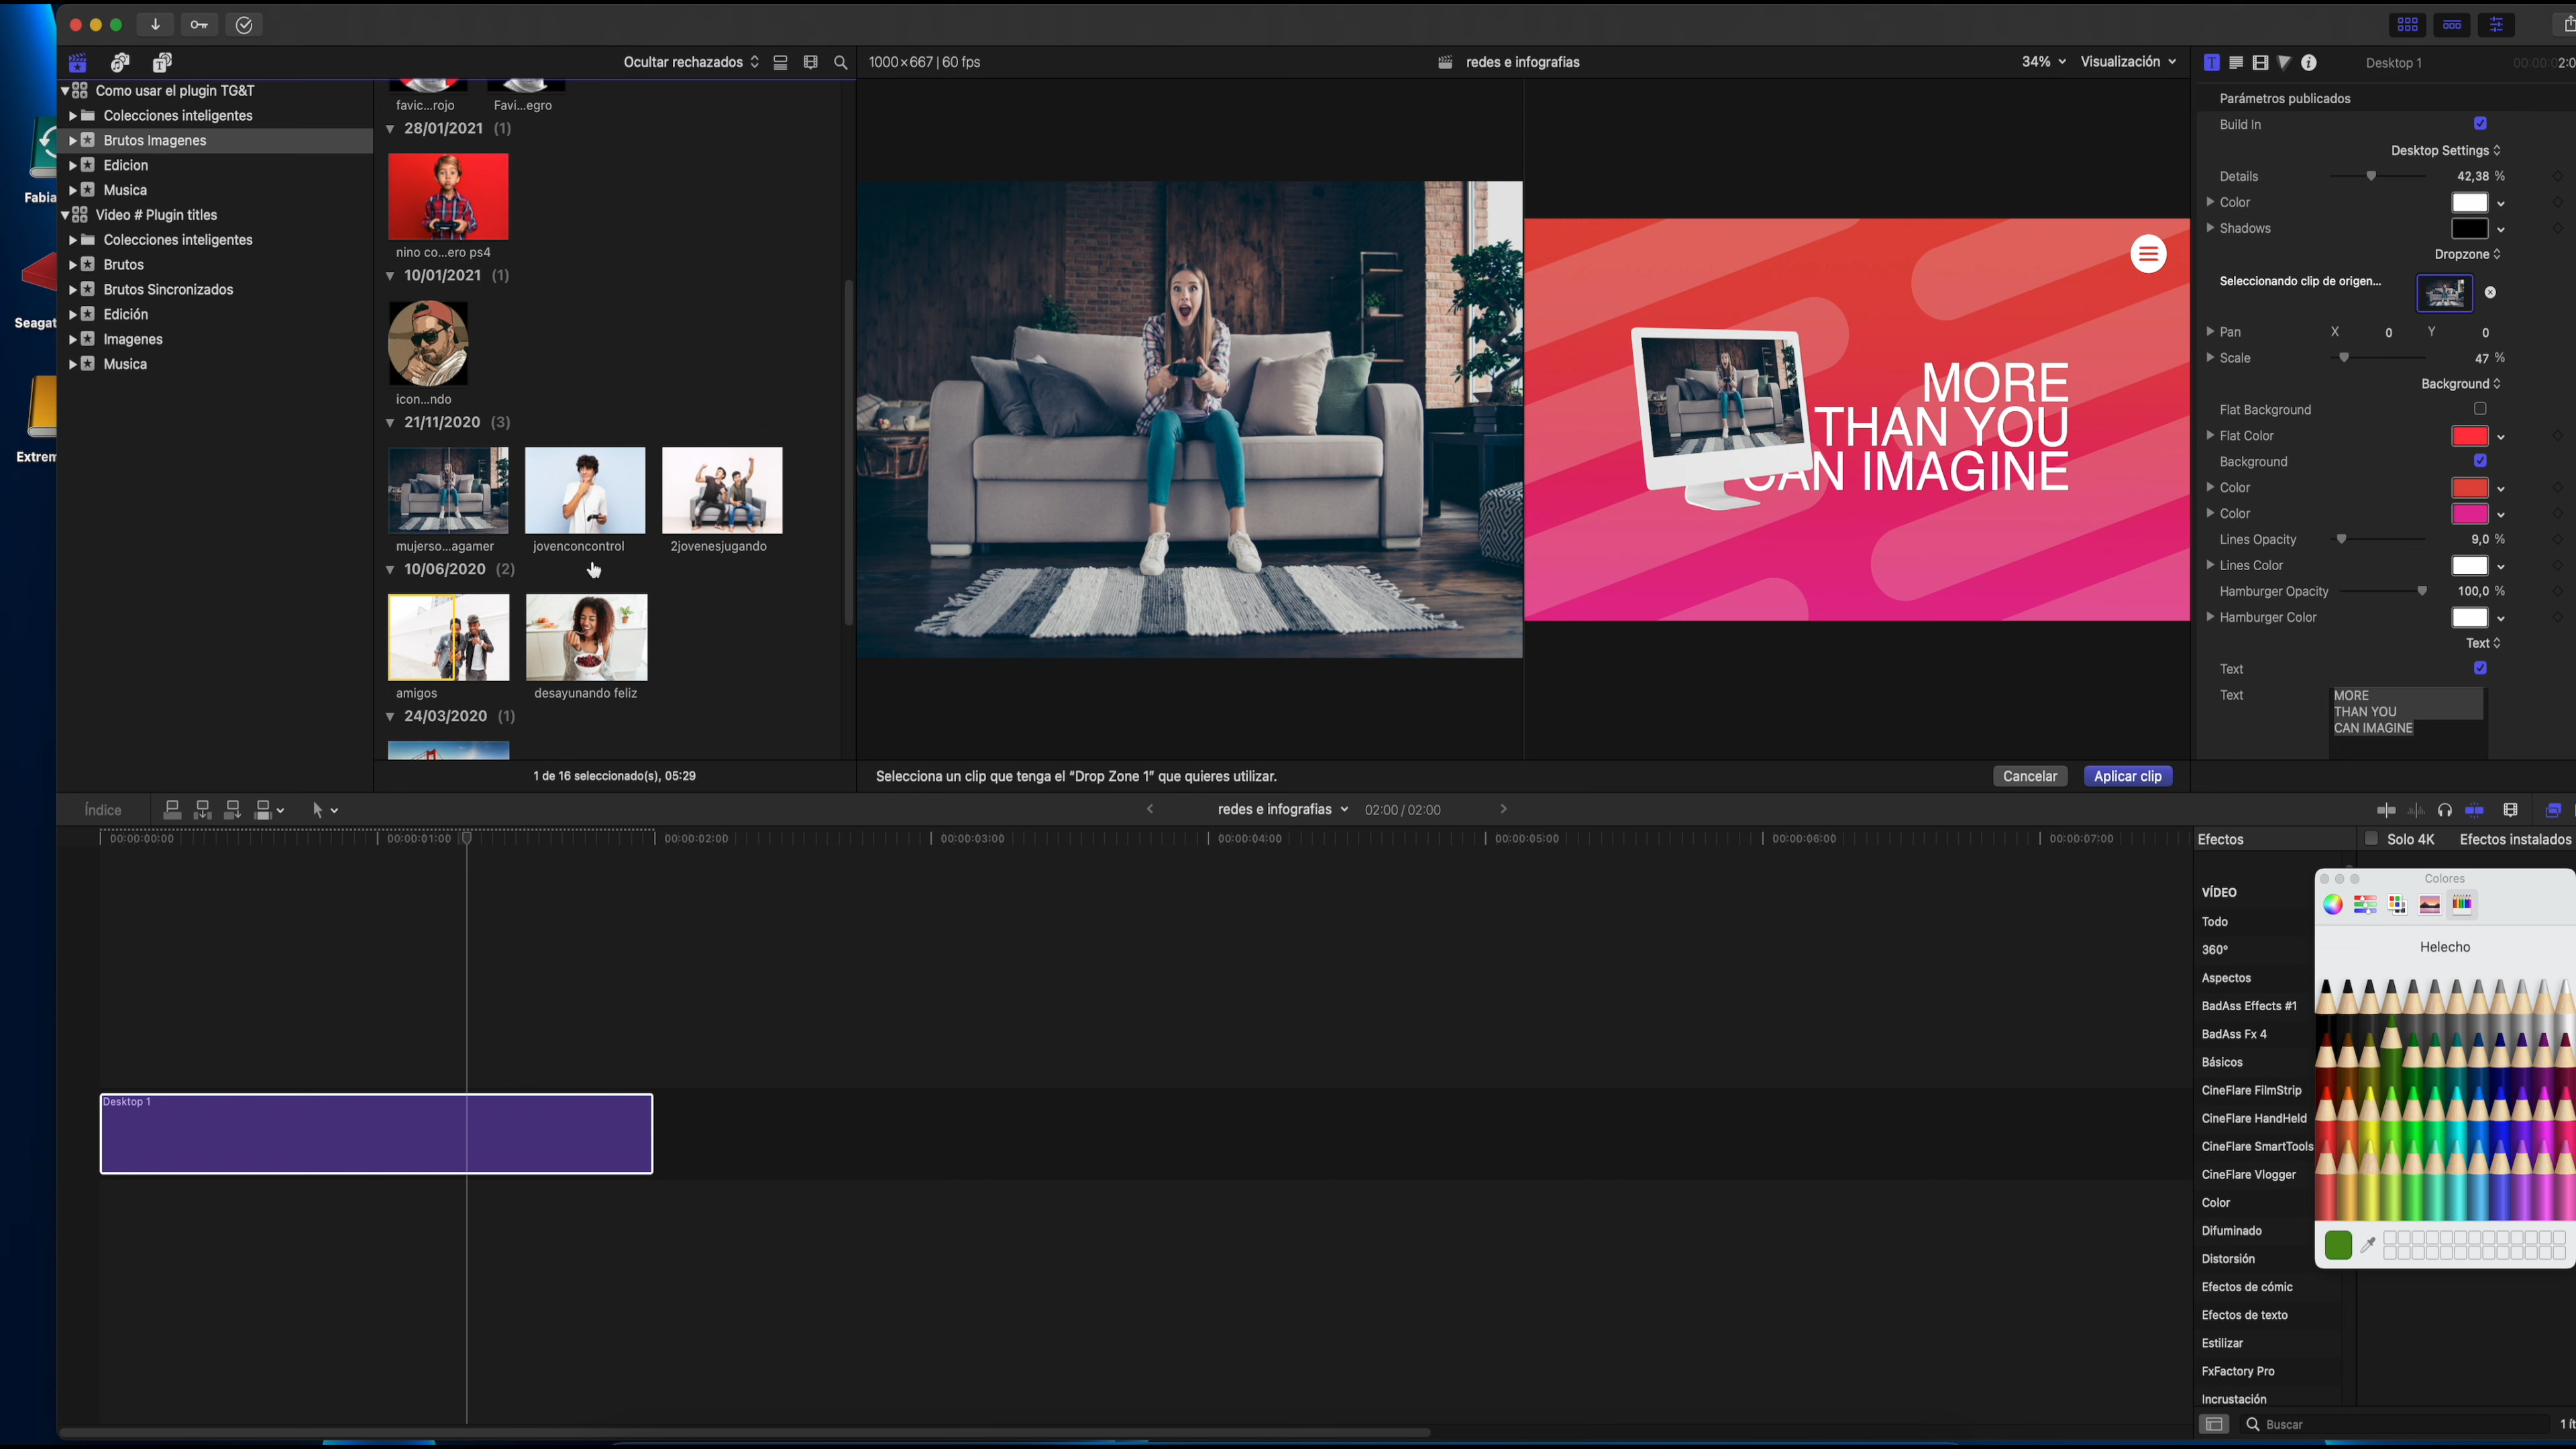 Fabia
Seagat
Extrem
Ocultar rechazados
Como usar el plugin TG&T
Colecciones inteligentes
Brutos Imagenes
Edicion
Musica
Video # Plugin titles
Colecciones inteligentes
Brutos
Brutos Sincronizados
Edición
Imagenes
Musica
favic...rojo
Favi...egro
28/01/2021 (1)
nino co...ero ps4
10/01/2021 (1)
icon...ndo
21/11/2020 (3)
mujerso...agamer
jovenconcontrol
2jovenesjugando
10/06/2020 (2)
amigos
desayunando feliz
24/03/2020 (1)
1 de 16 seleccionado(s), 05:29
1000×667 | 60 fps
redes e infografias
34%
Visualización
MORE
THAN YOU
CAN IMAGINE
Selecciona un clip que tenga el “Drop Zone 1” que quieres utilizar.
Cancelar
Aplicar clip
Desktop 1
00:00:02:0
Parámetros publicados
Build In
Desktop Settings
Details 42,38 %
Color
Shadows
Dropzone
Seleccionando clip de origen...
Pan X 0 Y 0
Scale 47 %
Background
Flat Background
Flat Color
Background
Color
Color
Lines Opacity 9,0 %
Lines Color
Hamburger Opacity 100,0 %
Hamburger Color
Text
Text
Text
MORE
THAN YOU
CAN IMAGINE
Índice
redes e infografias
02:00 / 02:00
00:00:00:00
00:00:01:00
00:00:02:00
00:00:03:00
00:00:04:00
00:00:05:00
00:00:06:00
00:00:07:00
Desktop 1
Efectos
Solo 4K
Efectos instalados
VÍDEO
Todo
360°
Aspectos
BadAss Effects #1
BadAss Fx 4
Básicos
CineFlare FilmStrip
CineFlare HandHeld
CineFlare SmartTools
CineFlare Vlogger
Color
Difuminado
Distorsión
Efectos de cómic
Efectos de texto
Estilizar
FxFactory Pro
Incrustación
Colores
Helecho
Buscar
1 ít